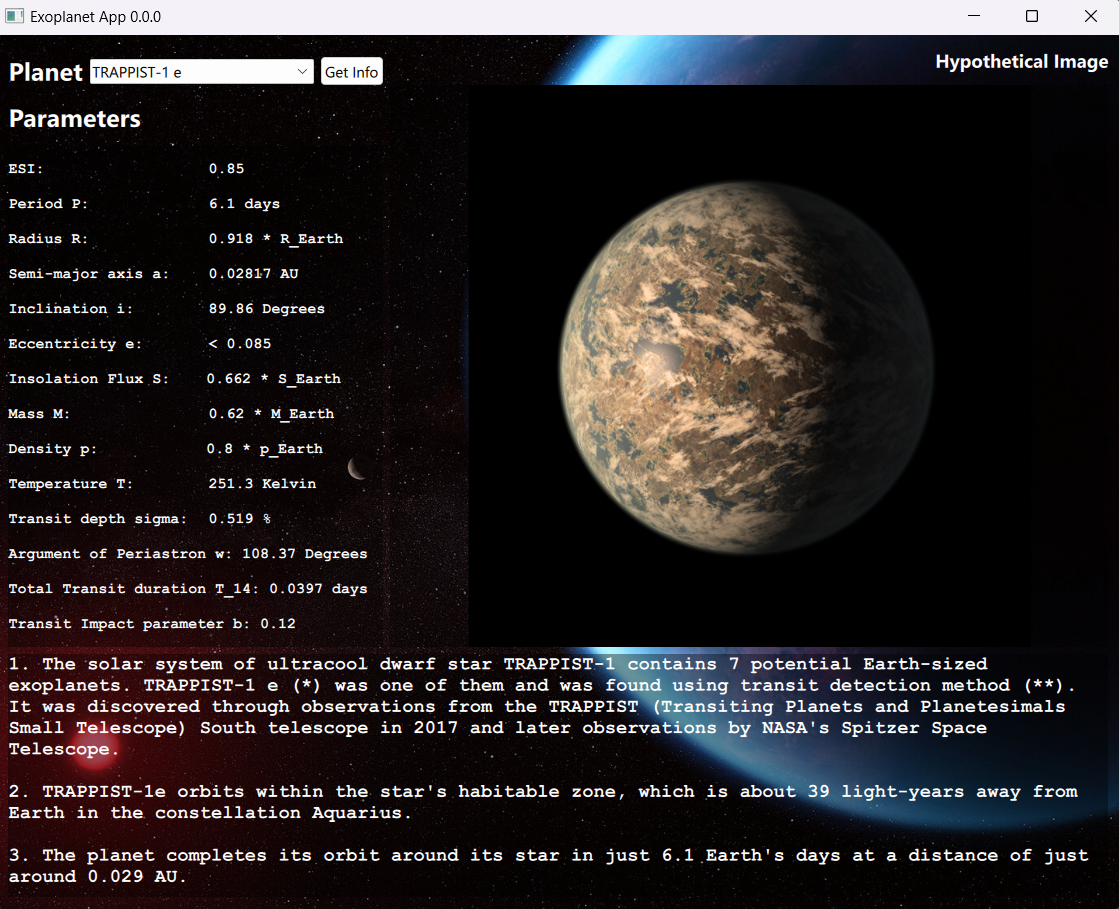 Exoplanet App 0.0.0
Planet TRAPPIST-1 e Get Info
Hypothetical Image
Parameters
ESI: 0.85
Period P: 6.1 days
Radius R: 0.918 * R_Earth
Semi-major axis a: 0.02817 AU
Inclination i: 89.86 Degrees
Eccentricity e: < 0.085
Insolation Flux S: 0.662 * S_Earth
Mass M: 0.62 * M_Earth
Density p: 0.8 * p_Earth
Temperature T: 251.3 Kelvin
Transit depth sigma: 0.519 %
Argument of Periastron w: 108.37 Degrees
Total Transit duration T_14: 0.0397 days
Transit Impact parameter b: 0.12
1. The solar system of ultracool dwarf star TRAPPIST-1 contains 7 potential Earth-sized
exoplanets. TRAPPIST-1 e (*) was one of them and was found using transit detection method (**).
It was discovered through observations from the TRAPPIST (Transiting Planets and Planetesimals
Small Telescope) South telescope in 2017 and later observations by NASA's Spitzer Space
Telescope.
2. TRAPPIST-1e orbits within the star's habitable zone, which is about 39 light-years away from
Earth in the constellation Aquarius.
3. The planet completes its orbit around its star in just 6.1 Earth's days at a distance of just
around 0.029 AU.